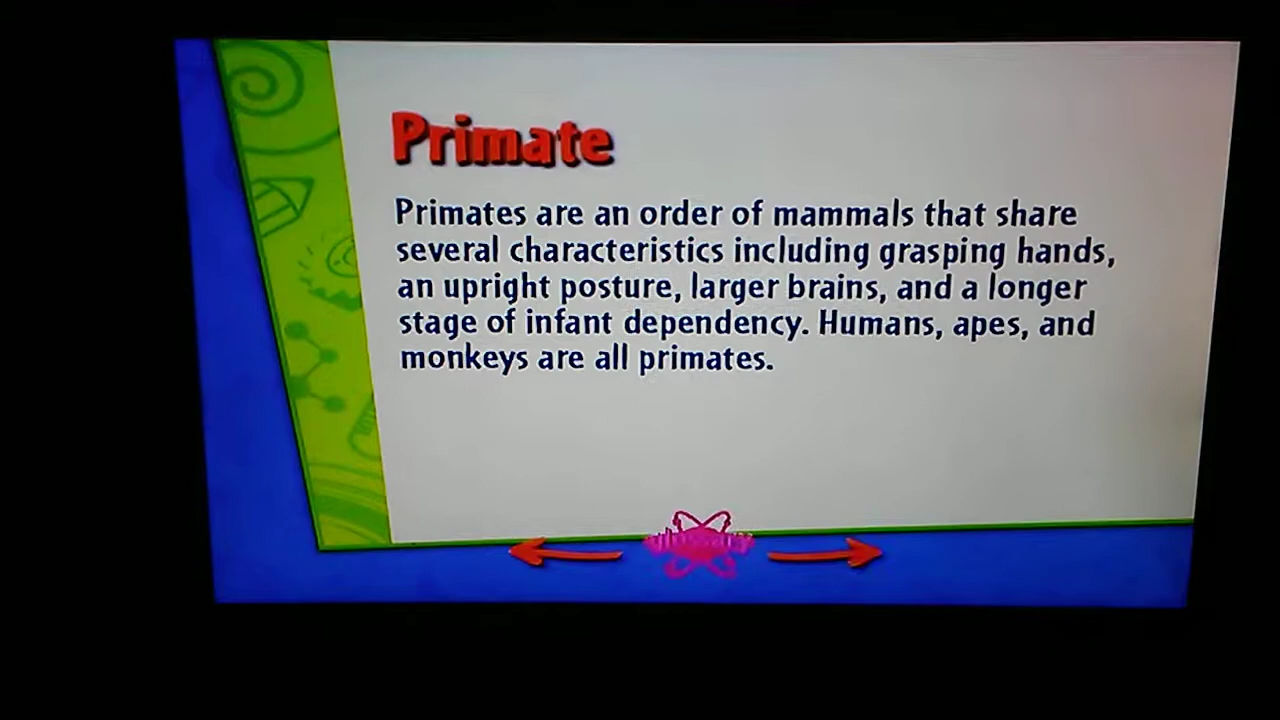 Primate
Primates are an order of mammals that share
several characteristics including grasping hands,
an upright posture, larger brains, and a longer
stage of infant dependency. Humans, apes, and
monkeys are all primates.